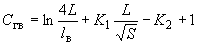 C_гв = ln 4L/l_в + K_1 L/√S − K_2 + 1